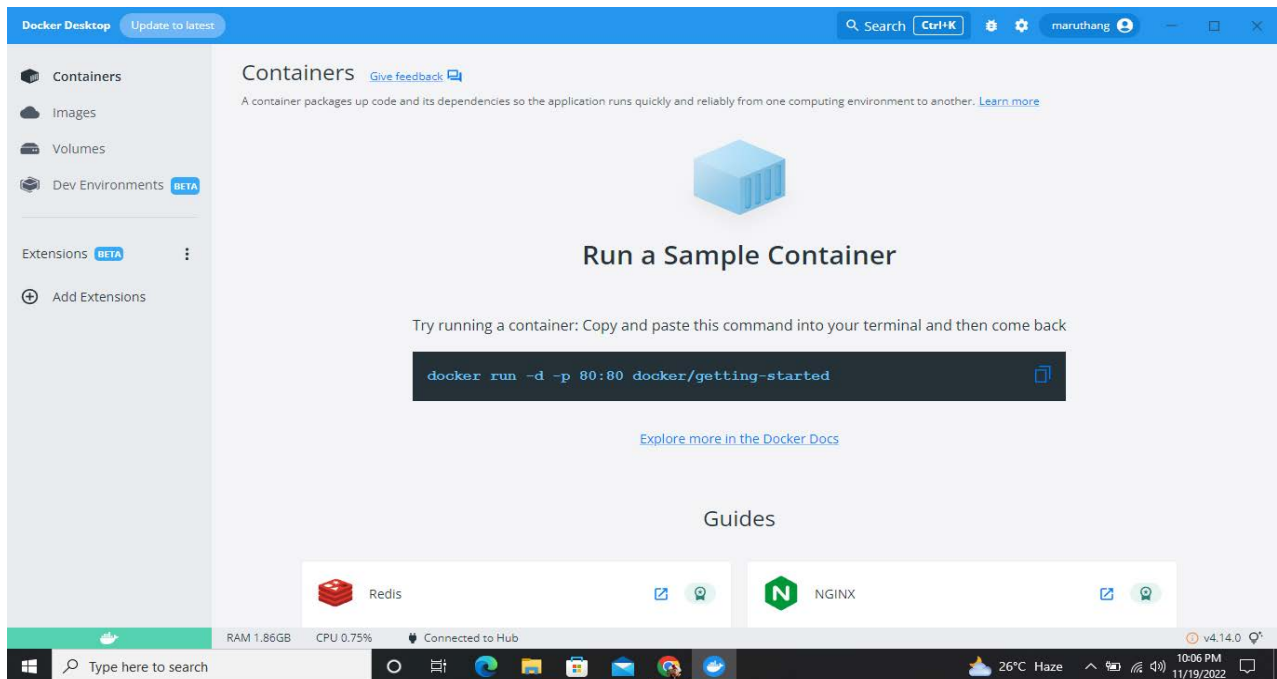 Docker Desktop Update to latest Search Ctrl+K maruthang
Containers
Images
Volumes
Dev Environments BETA
Extensions BETA
Add Extensions
Containers Give feedback
A container packages up code and its dependencies so the application runs quickly and reliably from one computing environment to another. Learn more
Run a Sample Container
Try running a container: Copy and paste this command into your terminal and then come back
docker run -d -p 80:80 docker/getting-started
Explore more in the Docker Docs
Guides
Redis
N NGINX
RAM 1.86GB CPU 0.75% Connected to Hub v4.14.0
Type here to search 26°C Haze 10:06 PM
11/19/2022